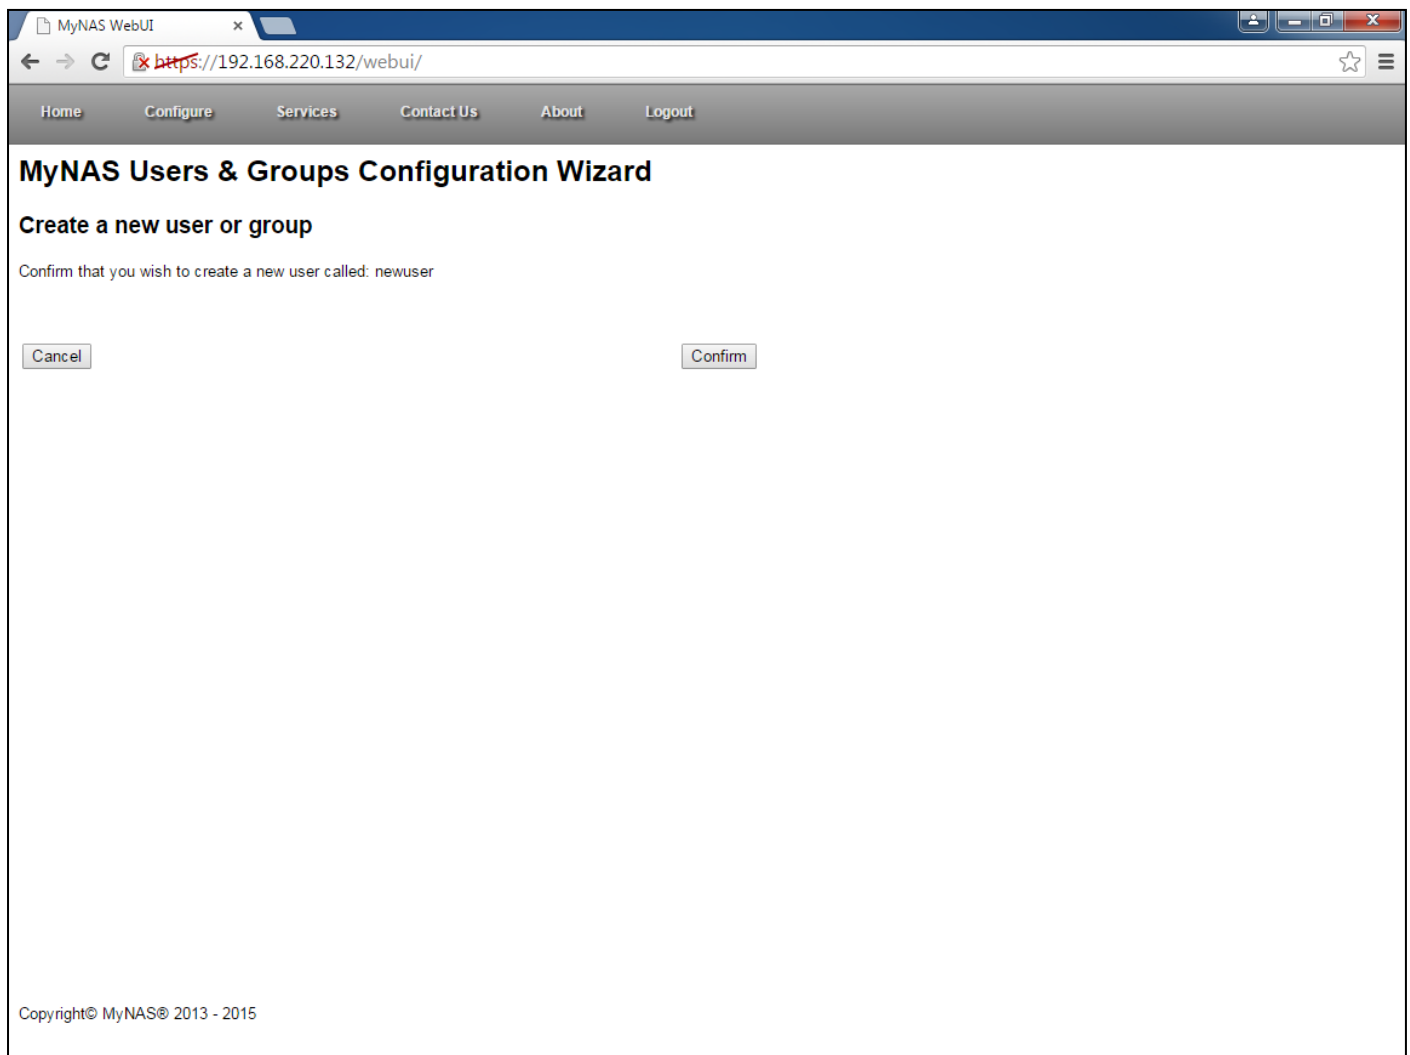 MyNAS WebUI
https://192.168.220.132/webui/
Home Configure Services Contact Us About Logout
MyNAS Users & Groups Configuration Wizard
Create a new user or group
Confirm that you wish to create a new user called: newuser
Cancel Confirm
Copyright© MyNAS® 2013 - 2015